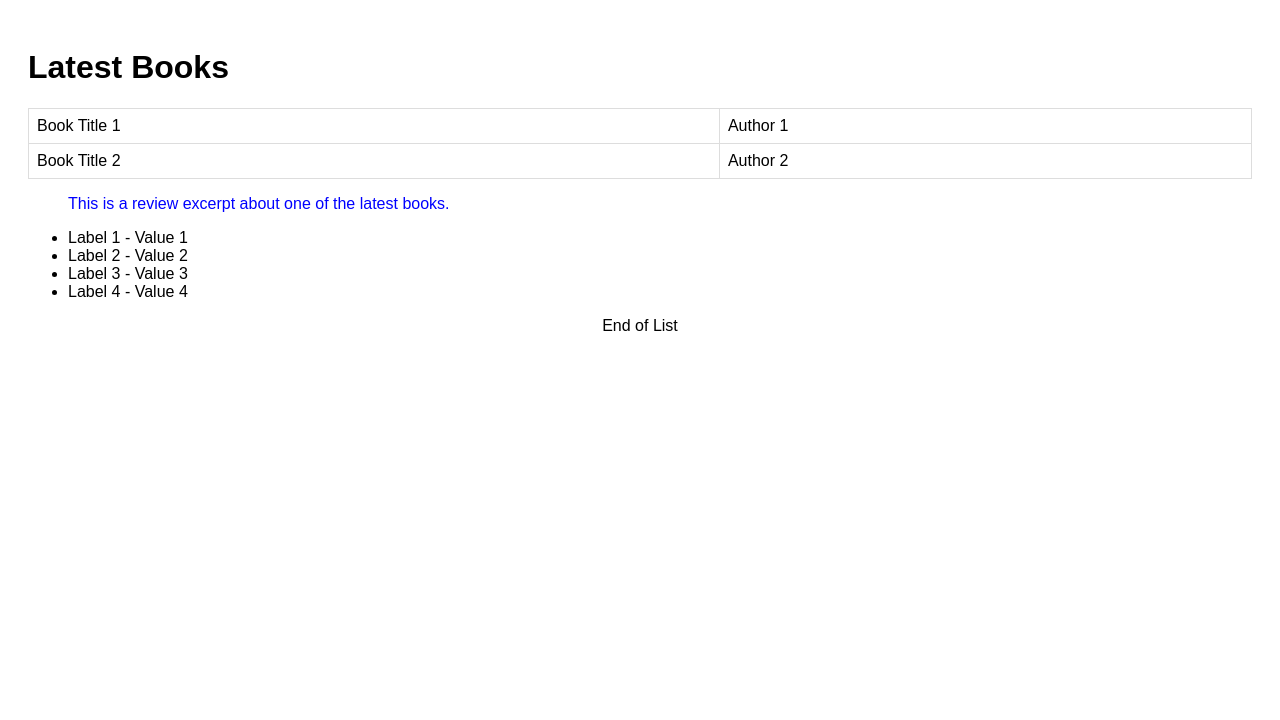 Latest Books
Book Title 1 Author 1
Book Title 2 Author 2
This is a review excerpt about one of the latest books.
Label 1 - Value 1
Label 2 - Value 2
Label 3 - Value 3
Label 4 - Value 4
End of List